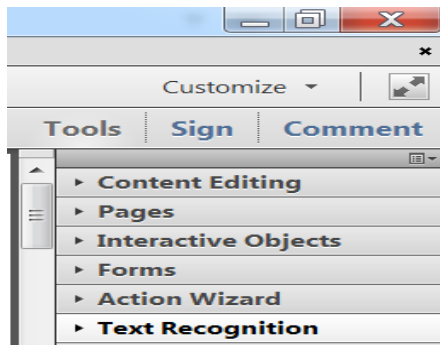 Customize
Tools Sign Comment
Content Editing
Pages
Interactive Objects
Forms
Action Wizard
Text Recognition